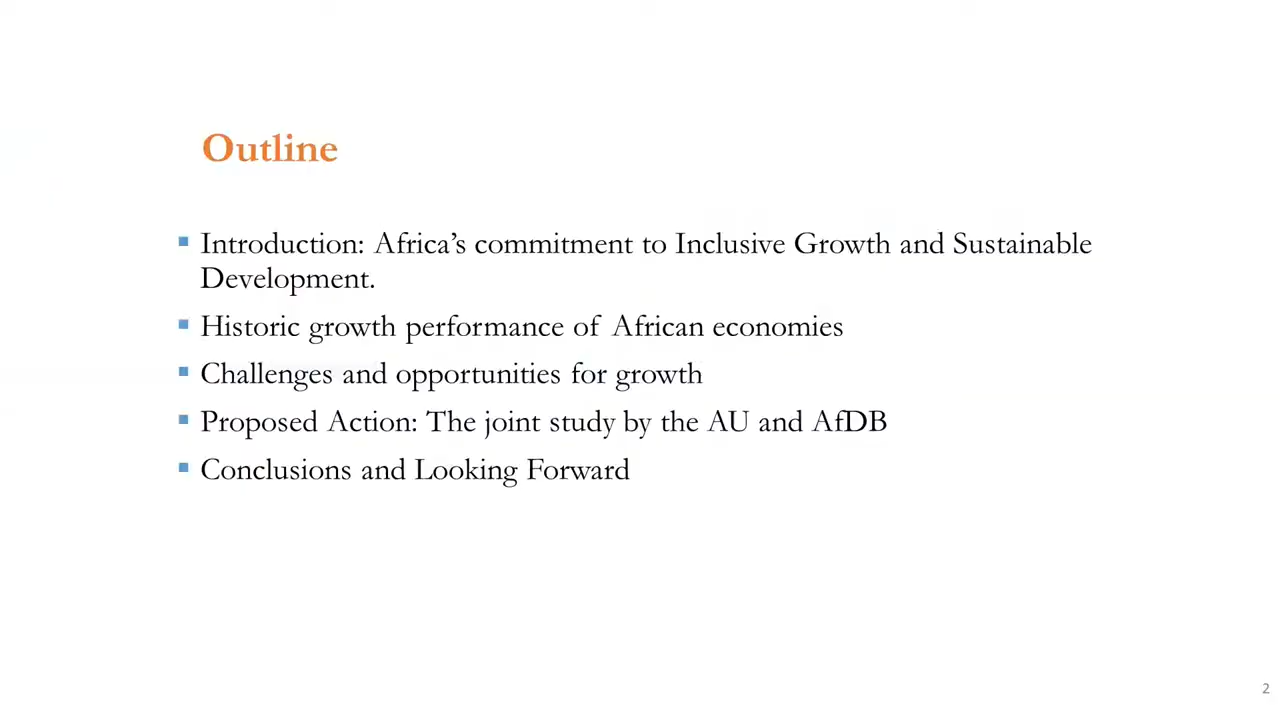 Outline
▪ Introduction: Africa’s commitment to Inclusive Growth and Sustainable
Development.
▪ Historic growth performance of African economies
▪ Challenges and opportunities for growth
▪ Proposed Action: The joint study by the AU and AfDB
▪ Conclusions and Looking Forward
2